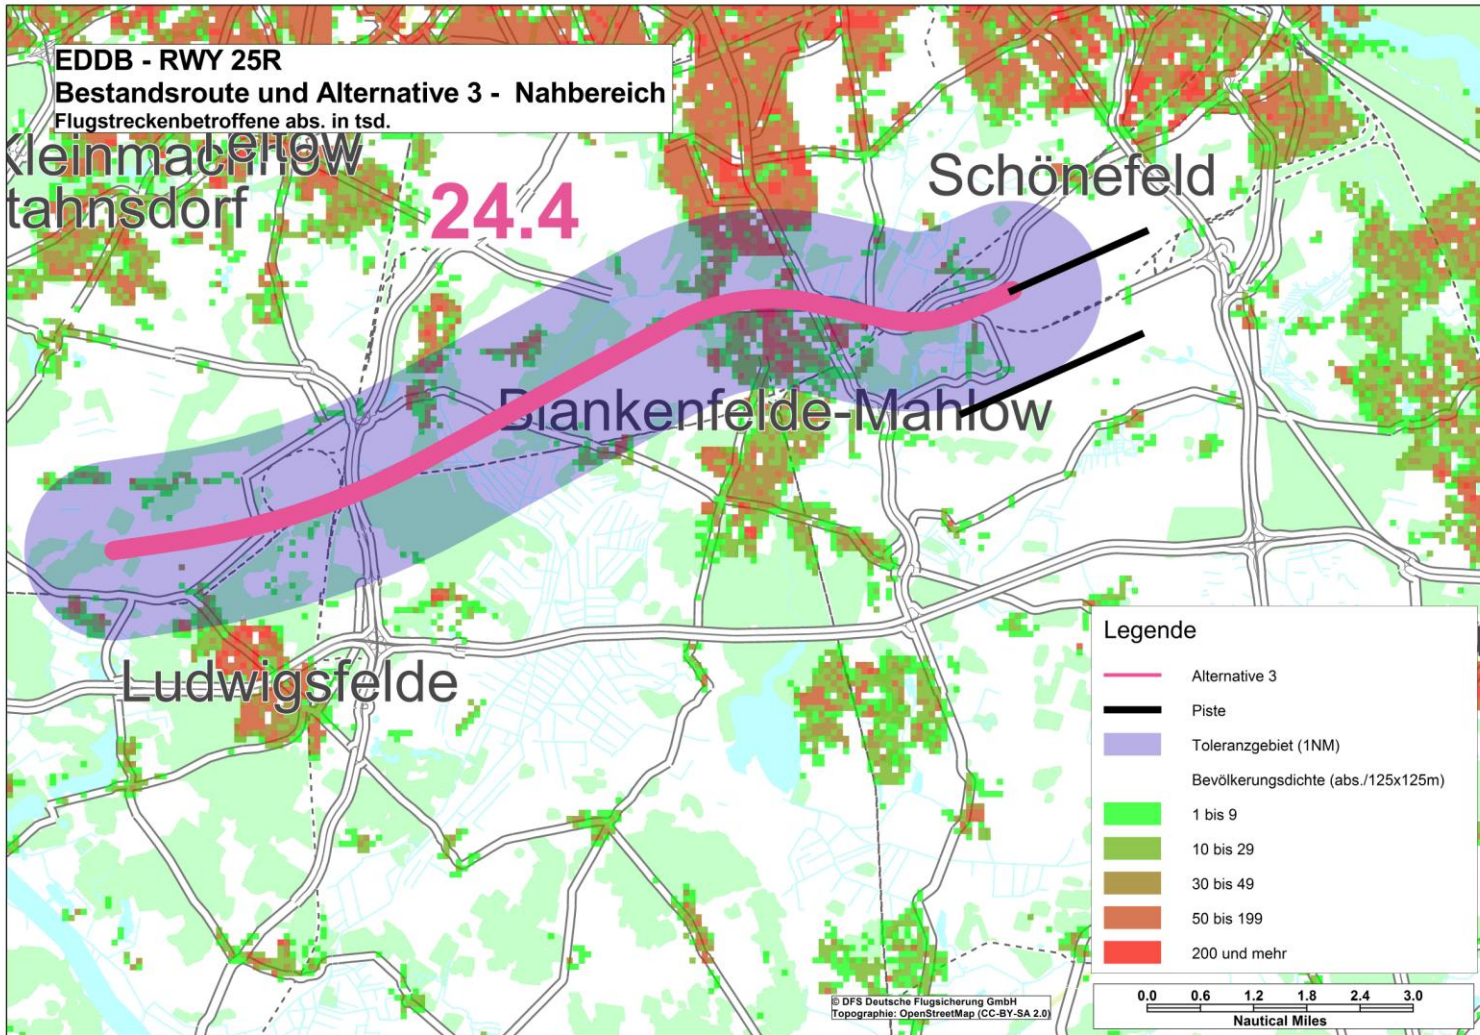 EDDB - RWY 25R
Bestandsroute und Alternative 3 - Nahbereich
Flugstreckenbetroffene abs. in tsd.
Kleinmachnow
Teltow
Stahnsdorf
24.4
Schönefeld
Blankenfelde-Mahlow
Ludwigsfelde
Legende
Alternative 3
Piste
Toleranzgebiet (1NM)
Bevölkerungsdichte (abs./125x125m)
1 bis 9
10 bis 29
30 bis 49
50 bis 199
200 und mehr
© DFS Deutsche Flugsicherung GmbH
Topographie: OpenStreetMap (CC-BY-SA 2.0)
0.0 0.6 1.2 1.8 2.4 3.0
Nautical Miles